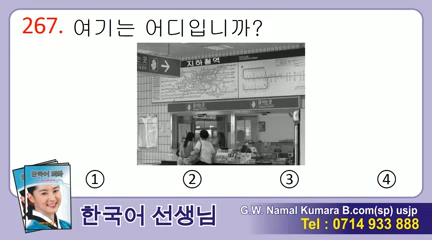 267. 여기는 어디입니까?
지하철역
① ② ③ ④
한국어 선생님
G.W. Namal Kumara B.com(sp) usjp
Tel : 0714 933 888